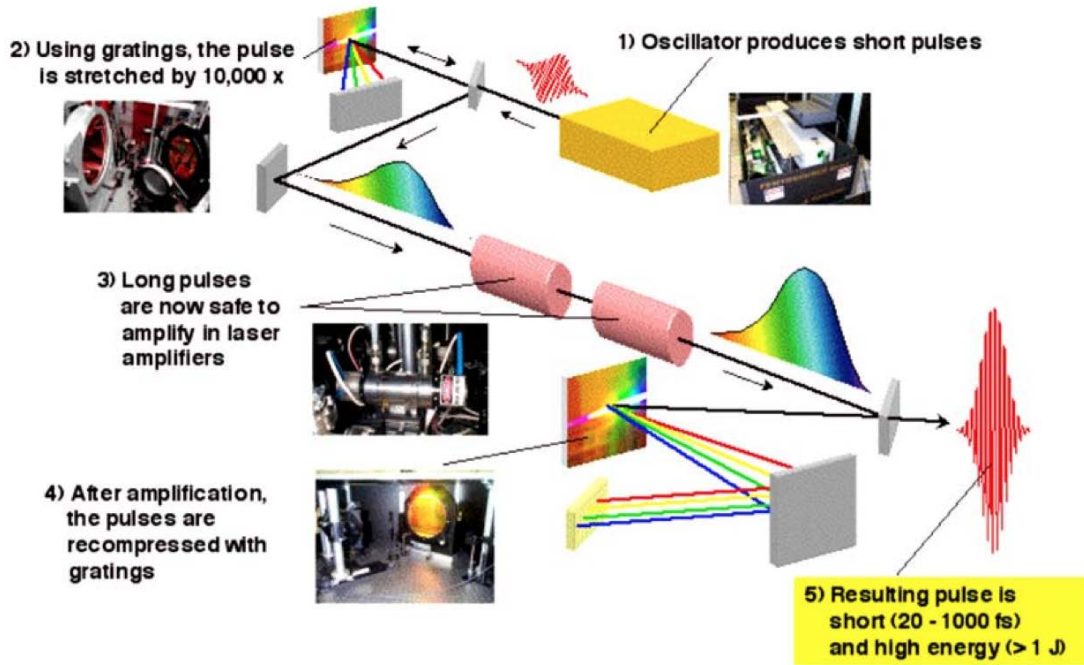 2) Using gratings, the pulse
is stretched by 10,000 x
1) Oscillator produces short pulses
3) Long pulses
are now safe to
amplify in laser
amplifiers
4) After amplification,
the pulses are
recompressed with
gratings
5) Resulting pulse is
short (20 - 1000 fs)
and high energy (> 1 J)